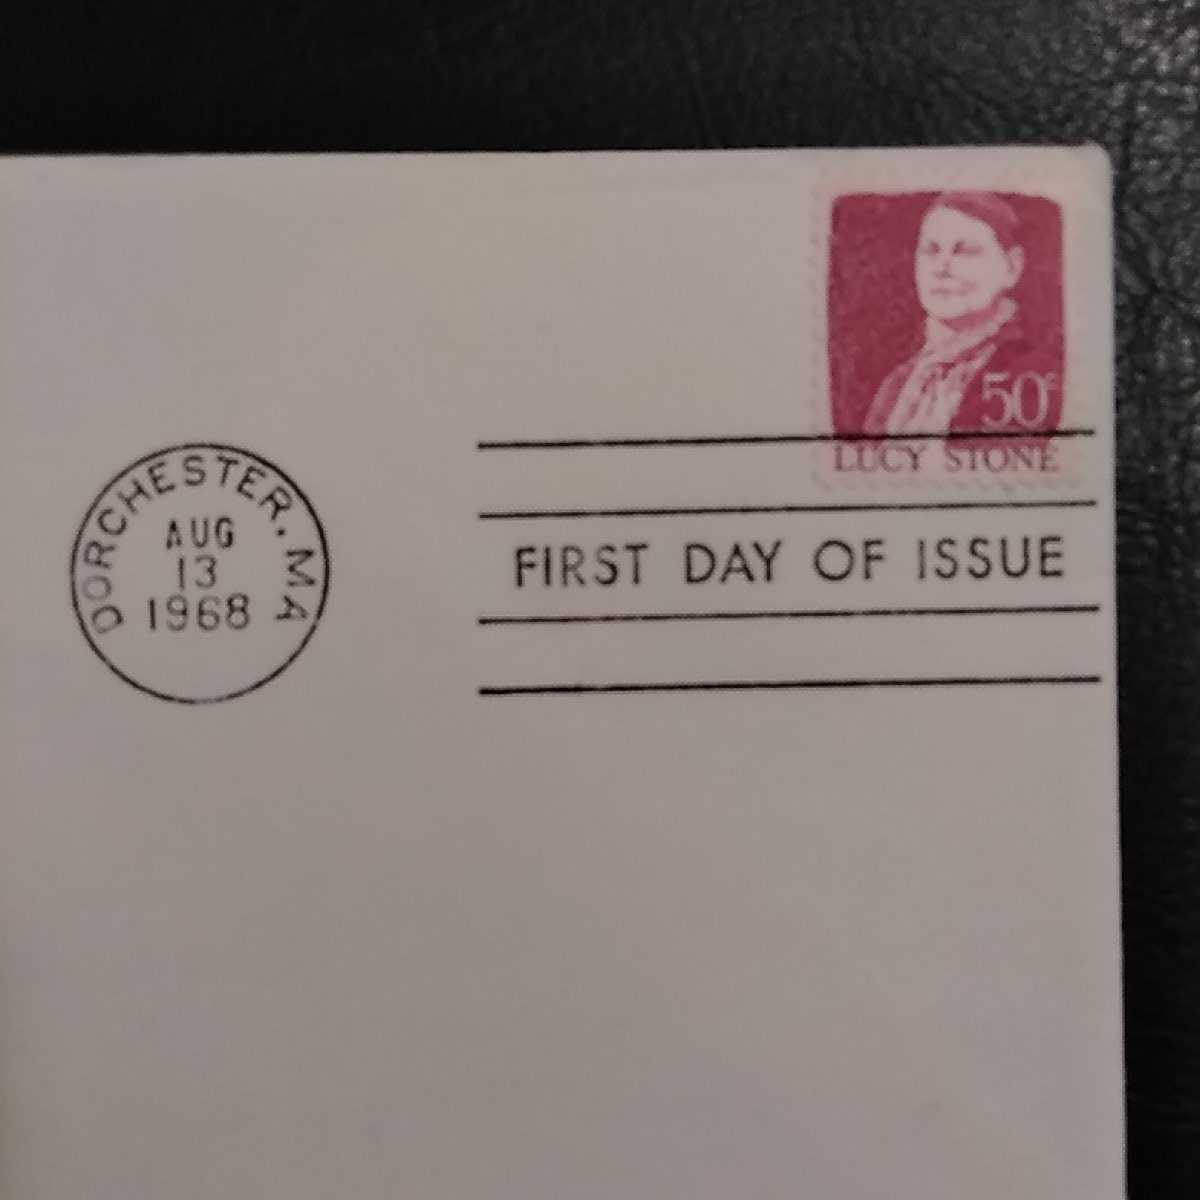 50c
LUCY STONE
DORCHESTER, MA
AUG
13
1968
FIRST DAY OF ISSUE